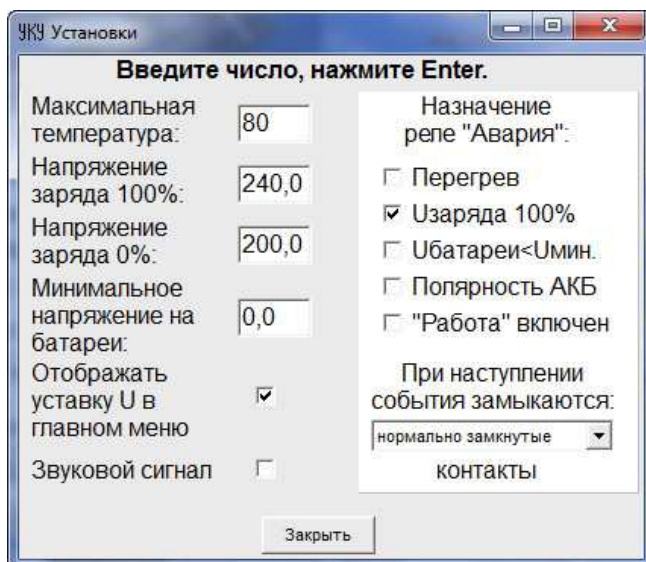 УКУ Установки
Введите число, нажмите Enter.
Максимальная
температура:
80
Напряжение
заряда 100%:
240,0
Напряжение
заряда 0%:
200,0
Минимальное
напряжение на
батареи:
0,0
Отображать
уставку U в
главном меню
Звуковой сигнал
Назначение
реле "Авария":
Перегрев
Uзаряда 100%
Uбатареи<Uмин.
Полярность АКБ
"Работа" включен
При наступлении
события замыкаются:
нормально замкнутые
контакты
Закрыть